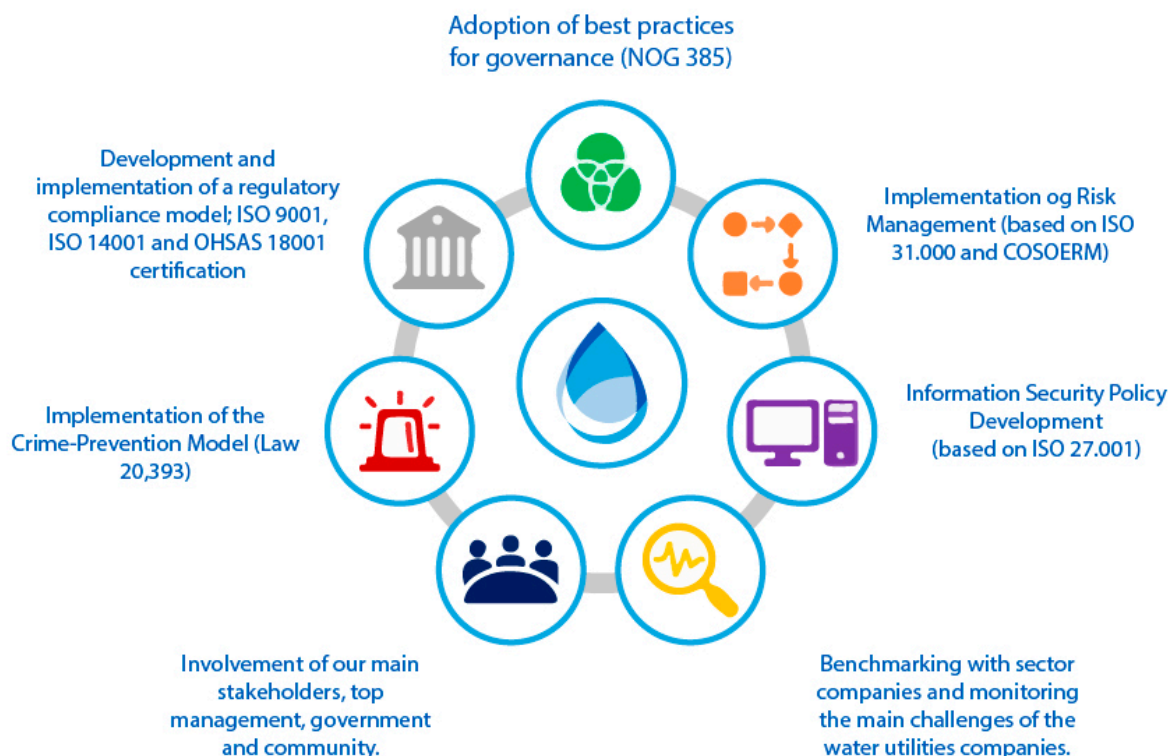 Adoption of best practices
for governance (NOG 385)
Development and
implementation of a regulatory
compliance model; ISO 9001,
ISO 14001 and OHSAS 18001
certification
Implementation og Risk
Management (based on ISO
31.000 and COSOERM)
Implementation of the
Crime-Prevention Model (Law
20,393)
Information Security Policy
Development
(based on ISO 27.001)
Involvement of our main
stakeholders, top
management, government
and community.
Benchmarking with sector
companies and monitoring
the main challenges of the
water utilities companies.